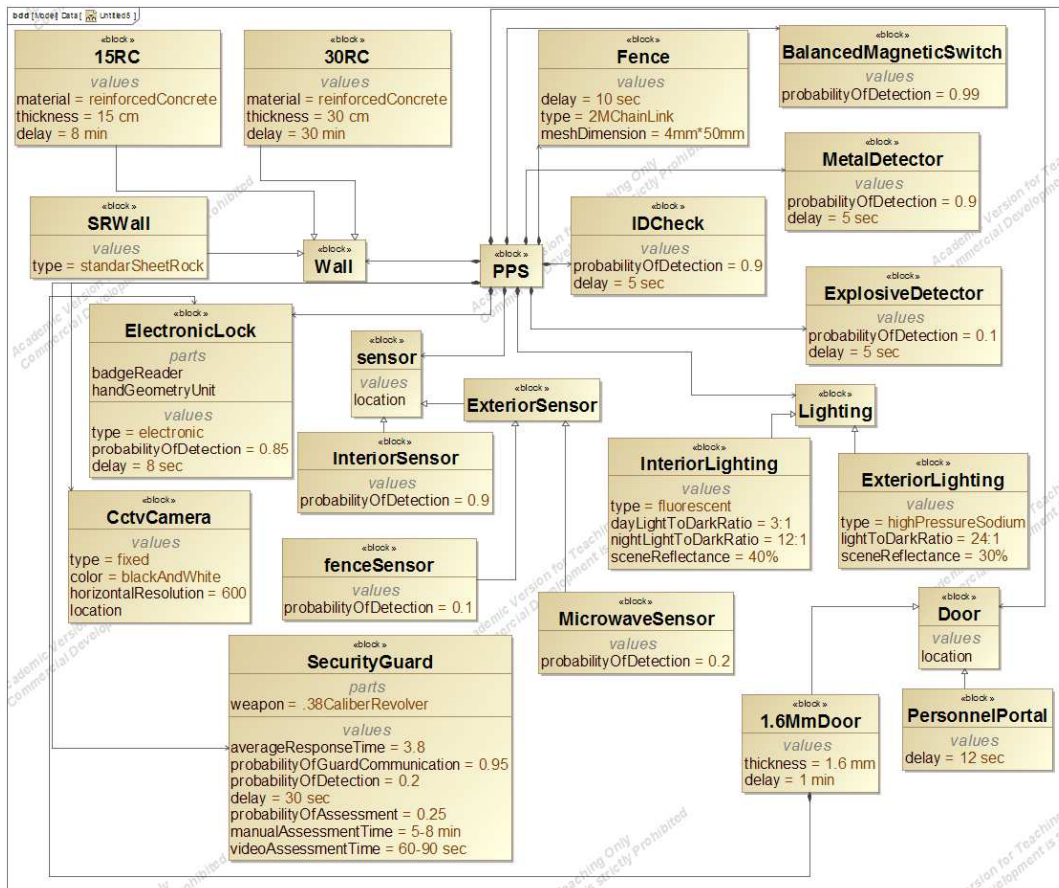 bdd [Model] Data [ Untitled5 ]
«block»
15RC
values
material = reinforcedConcrete
thickness = 15 cm
delay = 8 min
«block»
30RC
values
material = reinforcedConcrete
thickness = 30 cm
delay = 30 min
«block»
Fence
values
delay = 10 sec
type = 2MChainLink
meshDimension = 4mm*50mm
«block»
BalancedMagneticSwitch
values
probabilityOfDetection = 0.99
«block»
MetalDetector
values
probabilityOfDetection = 0.9
delay = 5 sec
«block»
SRWall
values
type = standarSheetRock
«block»
Wall
«block»
PPS
«block»
IDCheck
values
probabilityOfDetection = 0.9
delay = 5 sec
«block»
ExplosiveDetector
values
probabilityOfDetection = 0.1
delay = 5 sec
«block»
ElectronicLock
parts
badgeReader
handGeometryUnit
values
type = electronic
probabilityOfDetection = 0.85
delay = 8 sec
«block»
sensor
values
location
«block»
ExteriorSensor
«block»
Lighting
«block»
InteriorSensor
values
probabilityOfDetection = 0.9
«block»
InteriorLighting
values
type = fluorescent
dayLightToDarkRatio = 3:1
nightLightToDarkRatio = 12:1
sceneReflectance = 40%
«block»
ExteriorLighting
values
type = highPressureSodium
lightToDarkRatio = 24:1
sceneReflectance = 30%
«block»
CctvCamera
values
type = fixed
color = blackAndWhite
horizontalResolution = 600
location
«block»
fenceSensor
values
probabilityOfDetection = 0.1
«block»
MicrowaveSensor
values
probabilityOfDetection = 0.2
«block»
Door
values
location
«block»
SecurityGuard
parts
weapon = .38CaliberRevolver
values
averageResponseTime = 3.8
probabilityOfGuardCommunication = 0.95
probabilityOfDetection = 0.2
delay = 30 sec
probabilityOfAssessment = 0.25
manualAssessmentTime = 5-8 min
videoAssessmentTime = 60-90 sec
«block»
1.6MmDoor
values
thickness = 1.6 mm
delay = 1 min
«block»
PersonnelPortal
values
delay = 12 sec